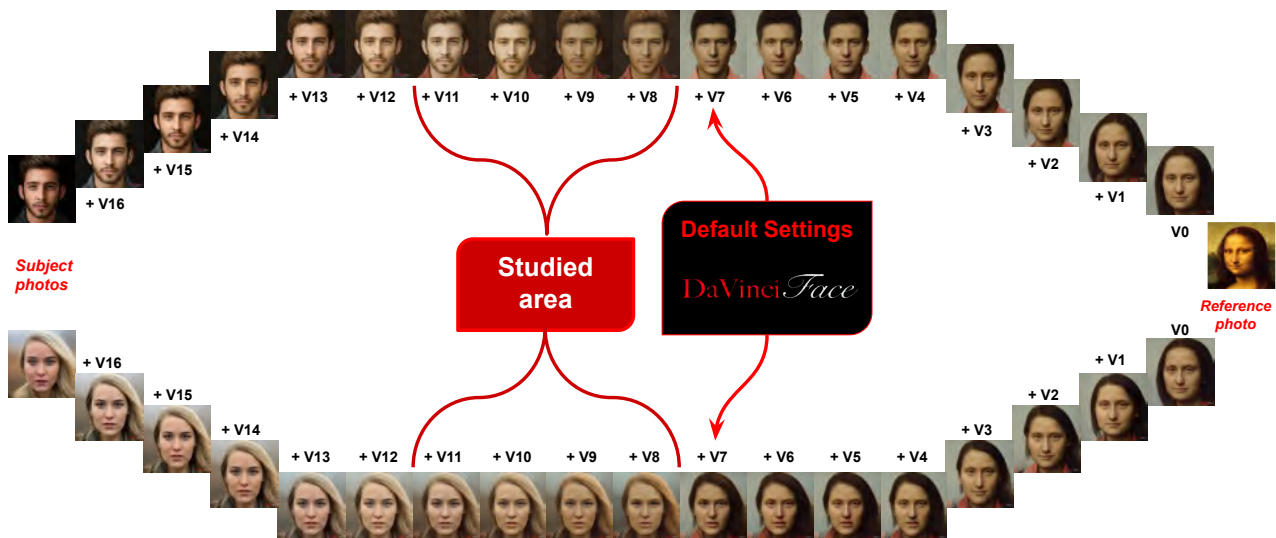 + V13
+ V12
+ V11
+ V10
+ V9
+ V8
+ V7
+ V6
+ V5
+ V4
+ V14
+ V3
+ V15
+ V2
+ V16
+ V1
V0
Subject
photos
Studied
area
Default Settings
DaVinciFace
Reference
photo
V0
+ V16
+ V1
+ V15
+ V2
+ V14
+ V3
+ V13
+ V12
+ V11
+ V10
+ V9
+ V8
+ V7
+ V6
+ V5
+ V4